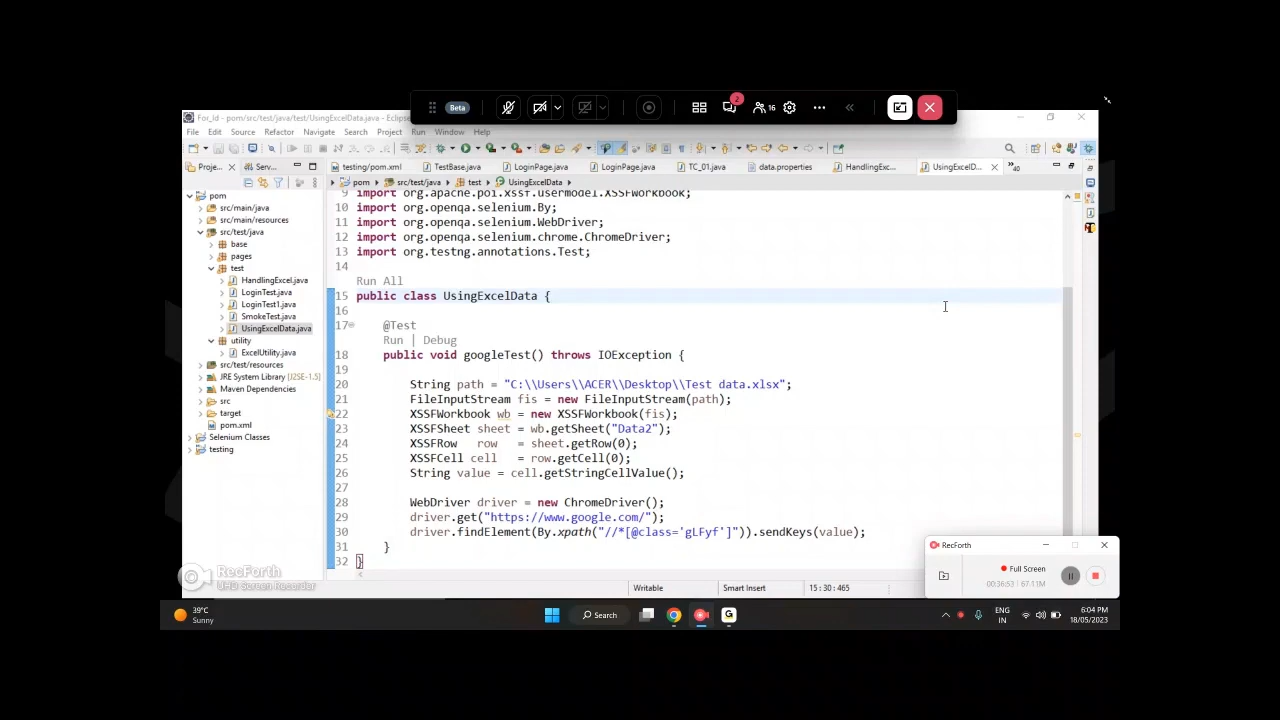 Beta
2
16
For_Id - pom/src/test/java/test/UsingExcelData.java - Eclipse
File Edit Source Refactor Navigate Search Project Run Window Help
Proje... Serv...
testing/pom.xml TestBase.java LoginPage.java LoginPage.java TC_01.java data.properties HandlingExc... UsingExcelD... 40
pom src/test/java test UsingExcelData
pom
src/main/java
src/main/resources
src/test/java
base
pages
test
HandlingExcel.java
LoginTest.java
LoginTest1.java
SmokeTest.java
UsingExcelData.java
utility
ExcelUtility.java
src/test/resources
JRE System Library [J2SE-1.5]
Maven Dependencies
src
target
pom.xml
Selenium Classes
testing
9 import org.apache.poi.xssf.usermodel.XSSFWorkbook;
10 import org.openqa.selenium.By;
11 import org.openqa.selenium.WebDriver;
12 import org.openqa.selenium.chrome.ChromeDriver;
13 import org.testng.annotations.Test;
14
Run All
15 public class UsingExcelData {
16
17 @Test
Run | Debug
18 public void googleTest() throws IOException {
19
20 String path = "C:\\Users\\ACER\\Desktop\\Test data.xlsx";
21 FileInputStream fis = new FileInputStream(path);
22 XSSFWorkbook wb = new XSSFWorkbook(fis);
23 XSSFSheet sheet = wb.getSheet("Data2");
24 XSSFRow row = sheet.getRow(0);
25 XSSFCell cell = row.getCell(0);
26 String value = cell.getStringCellValue();
27
28 WebDriver driver = new ChromeDriver();
29 driver.get("https://www.google.com/");
30 driver.findElement(By.xpath("//*[@class='gLFyf']")).sendKeys(value);
31 }
32 }
Writable Smart Insert 15:30:465
RecForth
Full Screen
00:36:53 / 67.11M
RecForth
UHD Screen Recorder
39°C
Sunny
Search
G
ENG
IN
6:04 PM
18/05/2023